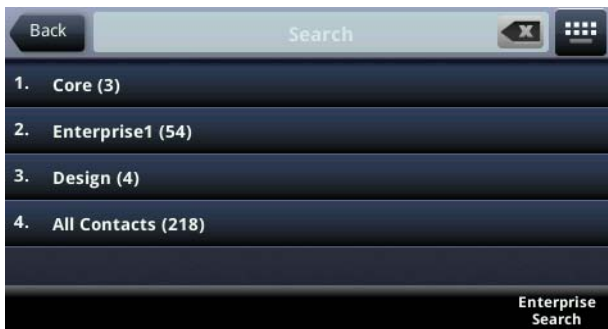 Back Search
1. Core (3)
2. Enterprise1 (54)
3. Design (4)
4. All Contacts (218)
Enterprise
Search